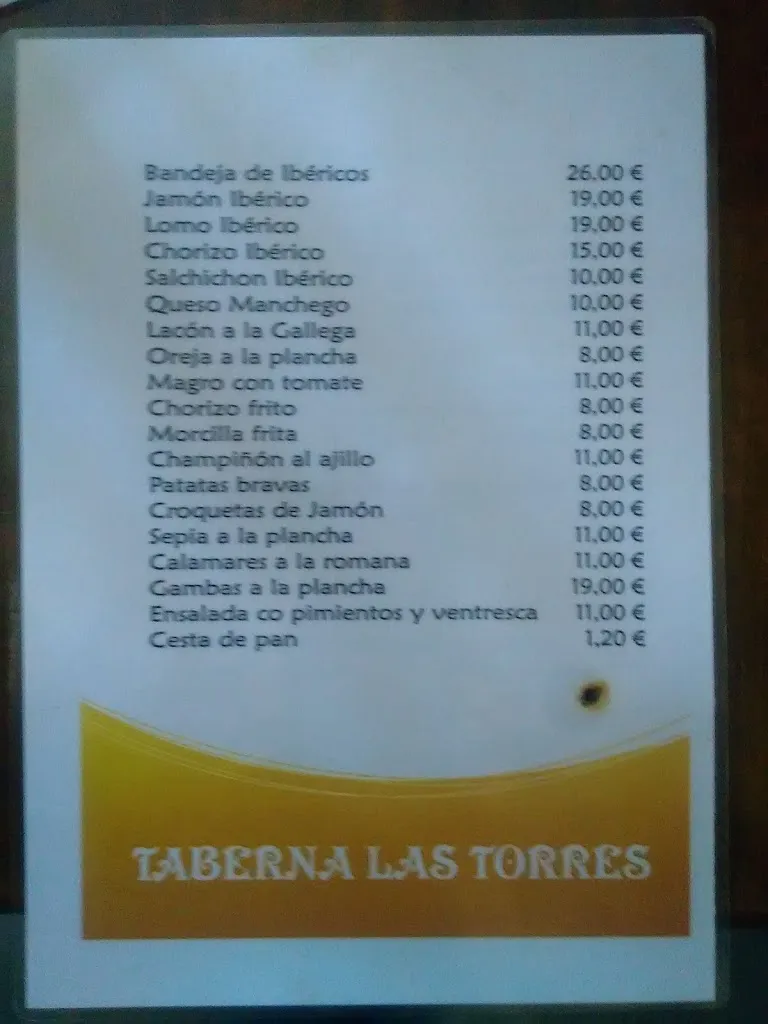 Bandeja de Ibéricos 26,00 €
Jamón Ibérico 19,00 €
Lomo Ibérico 19,00 €
Chorizo Ibérico 15,00 €
Salchichon Ibérico 10,00 €
Queso Manchego 10,00 €
Lacón a la Gallega 11,00 €
Oreja a la plancha 8,00 €
Magro con tomate 11,00 €
Chorizo frito 8,00 €
Morcilla frita 8,00 €
Champiñón al ajillo 11,00 €
Patatas bravas 8,00 €
Croquetas de Jamón 8,00 €
Sepia a la plancha 11,00 €
Calamares a la romana 11,00 €
Gambas a la plancha 19,00 €
Ensalada co pimientos y ventresca 11,00 €
Cesta de pan 1,20 €
TABERNA LAS TORRES